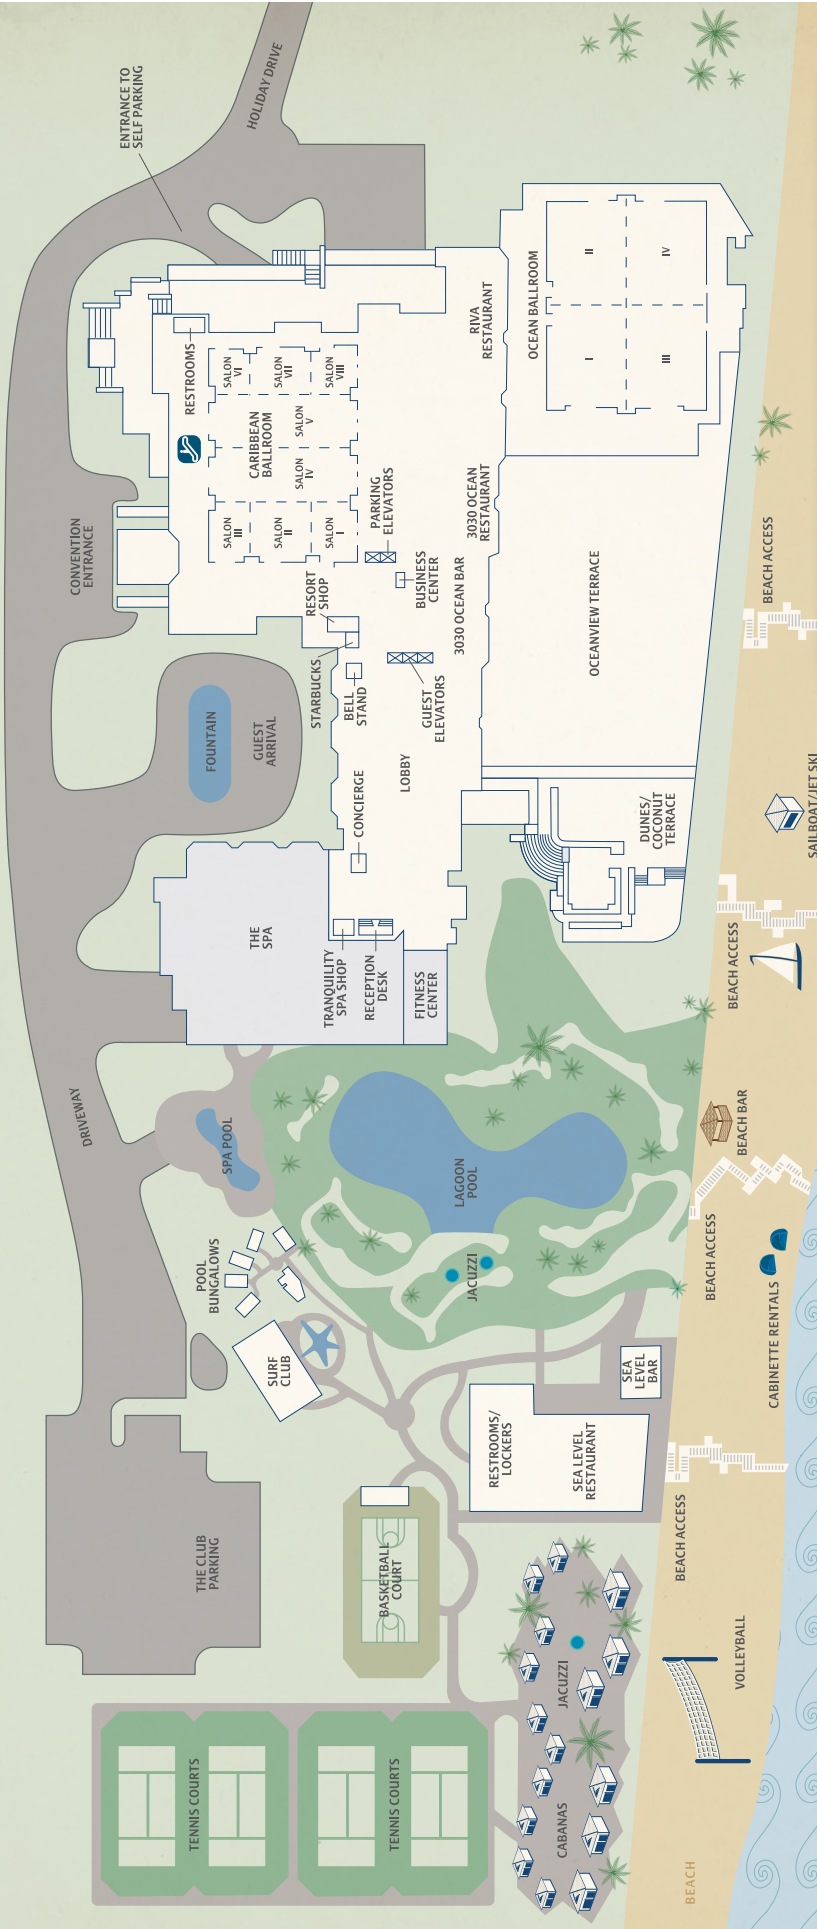 HOLIDAY DRIVE
ENTRANCE TO
SELF PARKING
RESTROOMS
SALON
VI
SALON
VII
SALON
VIII
CARIBBEAN
BALLROOM
SALON
V
SALON
IV
SALON
III
SALON
II
SALON
I
RIVA
RESTAURANT
OCEAN BALLROOM
II
IV
I
III
CONVENTION
ENTRANCE
PARKING
ELEVATORS
BUSINESS
CENTER
3030 OCEAN
RESTAURANT
3030 OCEAN BAR
RESORT
SHOP
STARBUCKS
BELL
STAND
GUEST
ELEVATORS
OCEANVIEW TERRACE
BEACH ACCESS
FOUNTAIN
GUEST
ARRIVAL
CONCIERGE
LOBBY
DUNES/
COCONUT
TERRACE
SAILBOAT/JET SKI
THE
SPA
TRANQUILITY
SPA SHOP
RECEPTION
DESK
FITNESS
CENTER
BEACH ACCESS
DRIVEWAY
SPA POOL
LAGOON
POOL
BEACH BAR
POOL
BUNGALOWS
JACUZZI
BEACH ACCESS
CABINETTE RENTALS
SURF
CLUB
SEA
LEVEL
BAR
RESTROOMS/
LOCKERS
SEA LEVEL
RESTAURANT
THE CLUB
PARKING
BASKETBALL
COURT
BEACH ACCESS
JACUZZI
VOLLEYBALL
TENNIS COURTS
TENNIS COURTS
CABANAS
BEACH